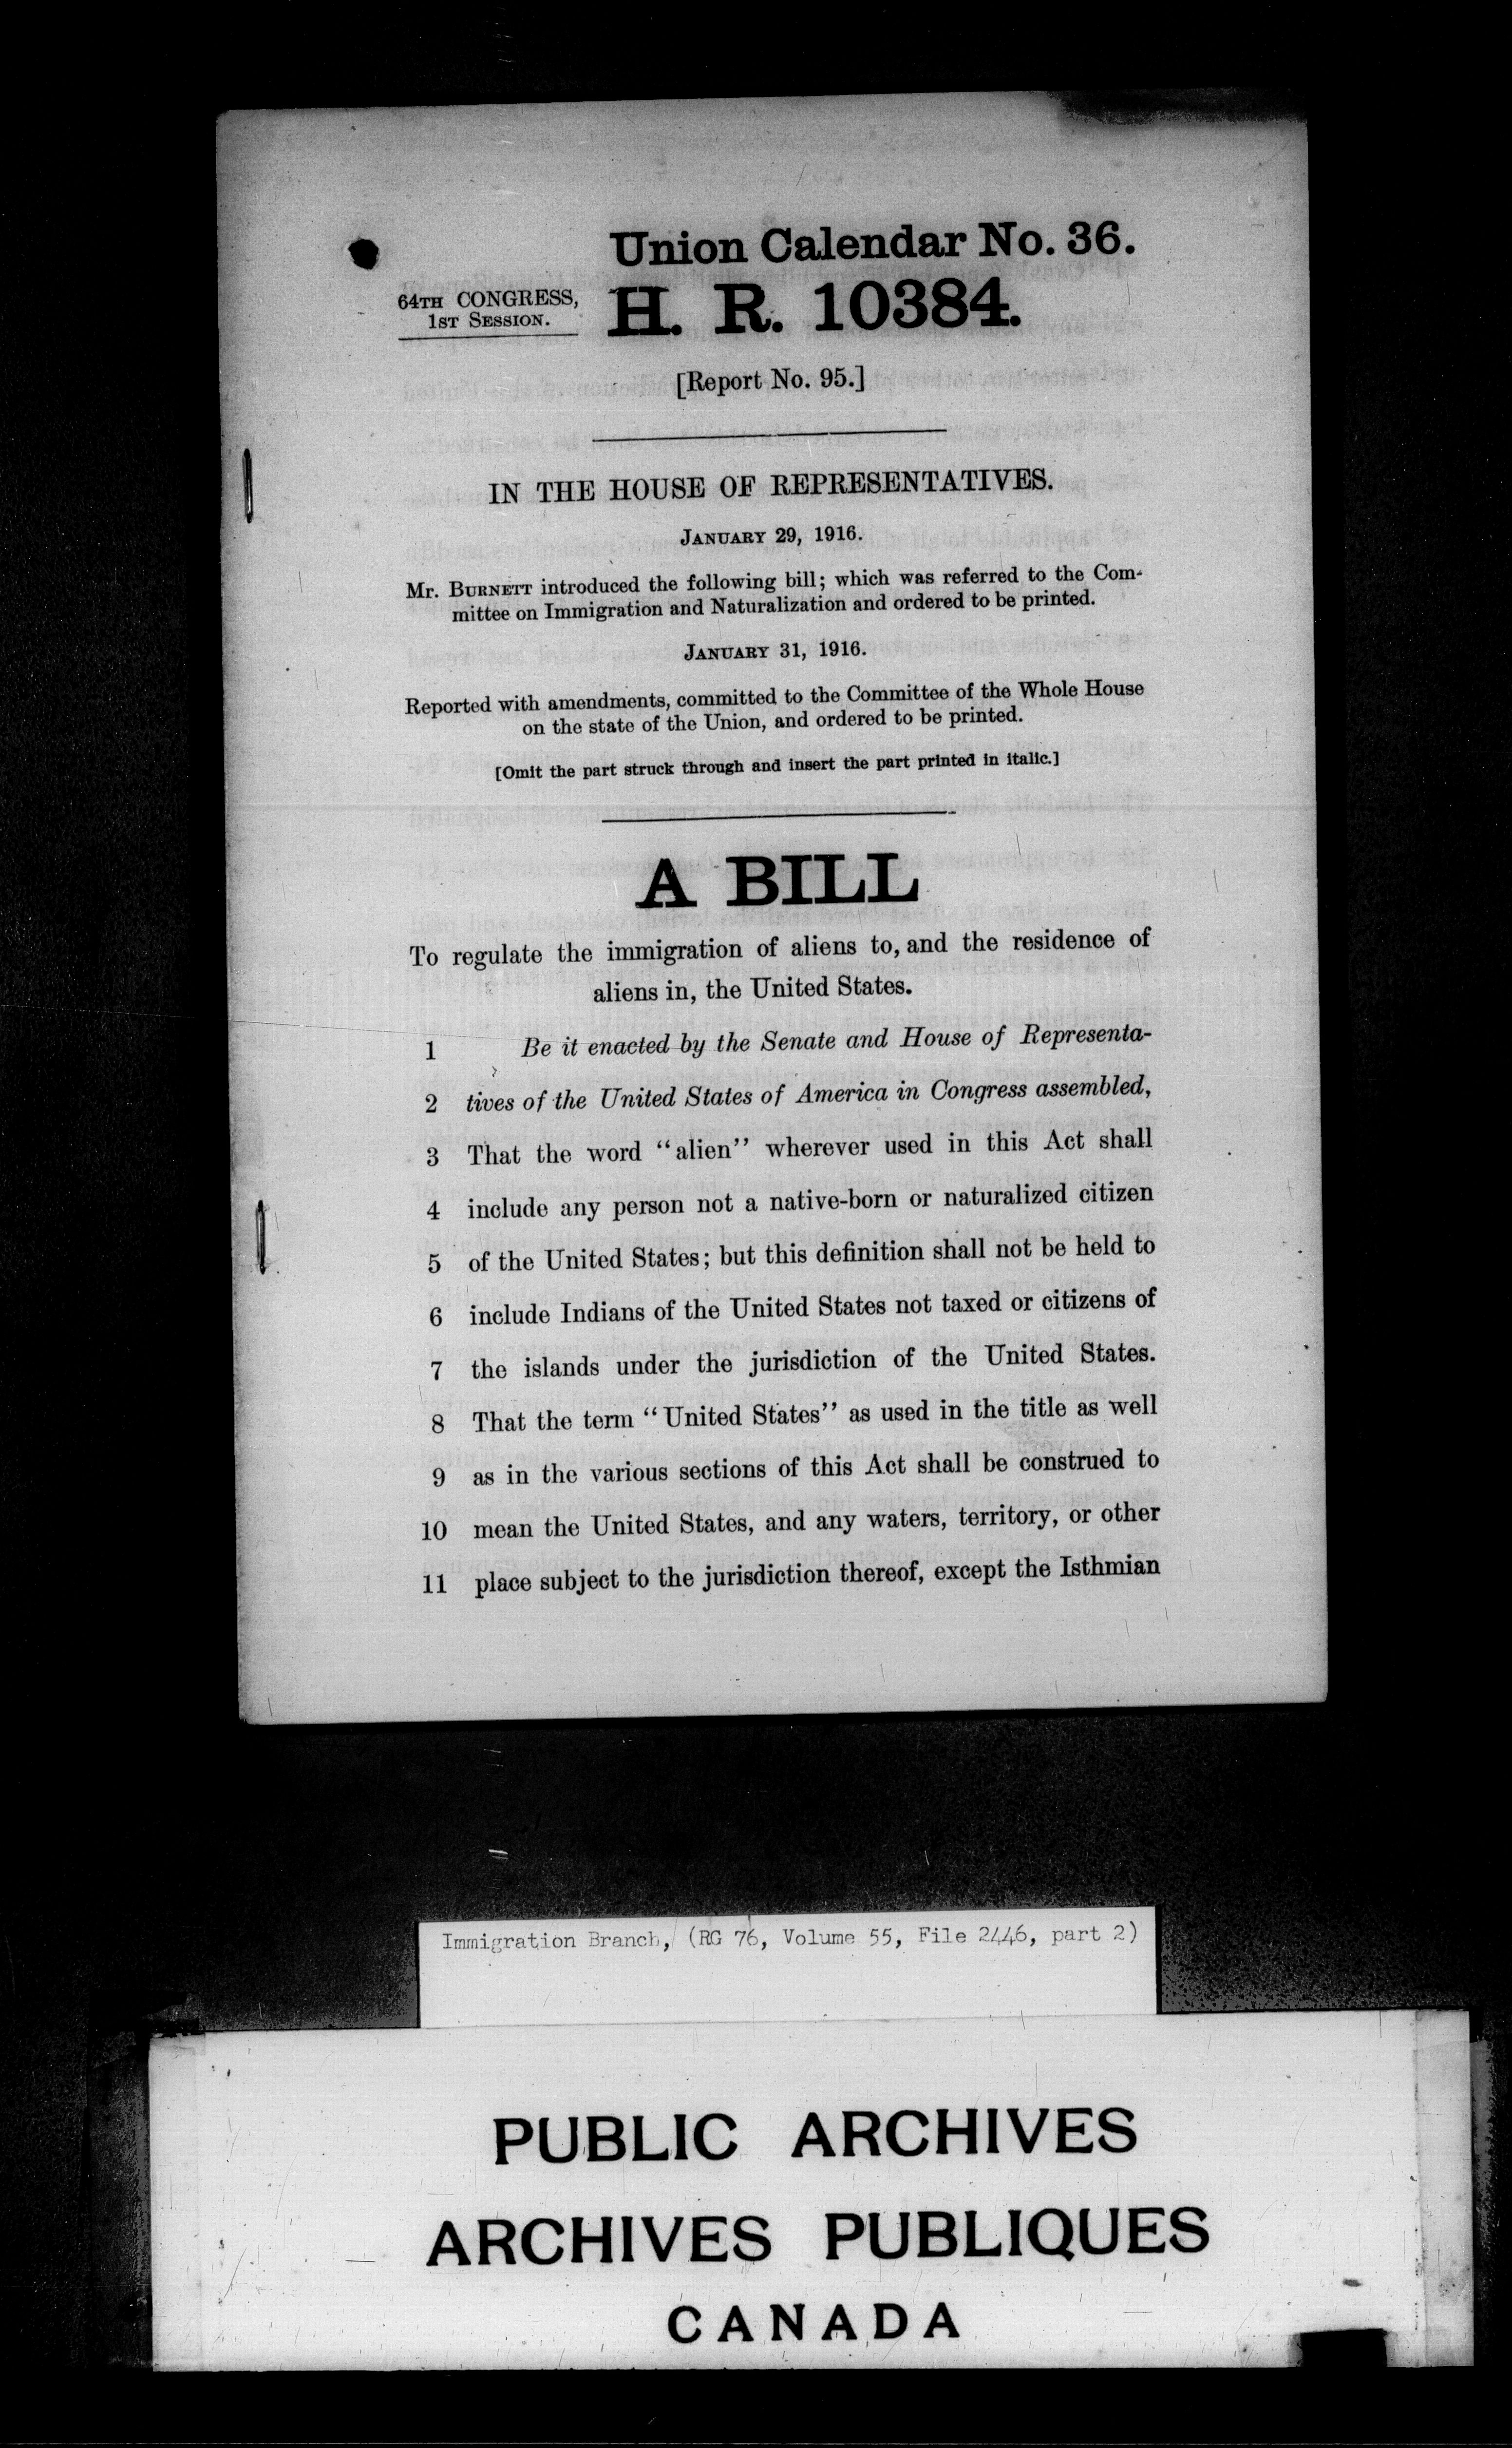 Union Calendar No. 36.
64TH CONGRESS,
1ST SESSION.
H. R. 10384.
[Report No. 95.]
IN THE HOUSE OF REPRESENTATIVES.
JANUARY 29, 1916.
Mr. BURNETT introduced the following bill; which was referred to the Com-
mittee on Immigration and Naturalization and ordered to be printed.
JANUARY 31, 1916.
Reported with amendments, committed to the Committee of the Whole House
on the state of the Union, and ordered to be printed.
[Omit the part struck through and insert the part printed in italic.]
A BILL
To regulate the immigration of aliens to, and the residence of
aliens in, the United States.
1 Be it enacted by the Senate and House of Representa-
2 tives of the United States of America in Congress assembled,
3 That the word "alien" wherever used in this Act shall
4 include any person not a native-born or naturalized citizen
5 of the United States; but this definition shall not be held to
6 include Indians of the United States not taxed or citizens of
7 the islands under the jurisdiction of the United States.
8 That the term "United States" as used in the title as well
9 as in the various sections of this Act shall be construed to
10 mean the United States, and any waters, territory, or other
11 place subject to the jurisdiction thereof, except the Isthmian
Immigration Branch, (RG 76, Volume 55, File 2446, part 2)
PUBLIC ARCHIVES
ARCHIVES PUBLIQUES
CANADA